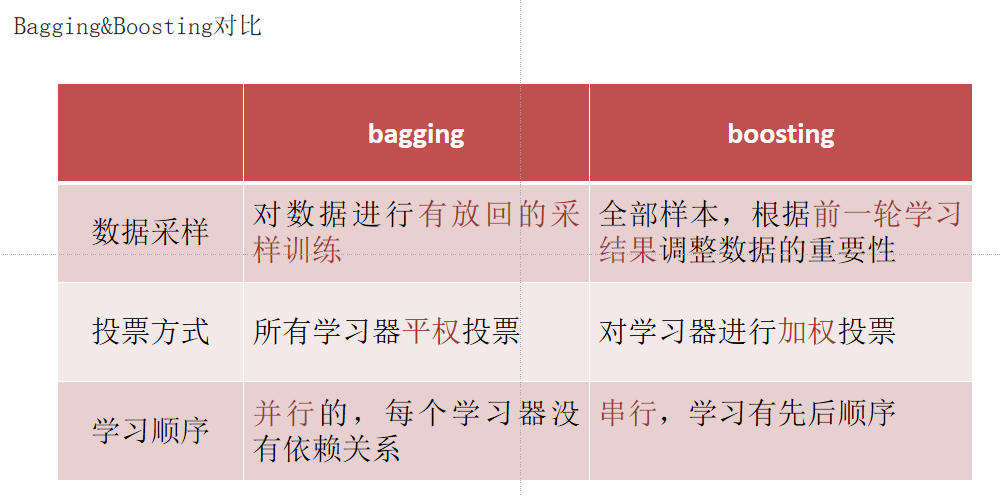 Bagging&Boosting对比
bagging
boosting
数据采样
对数据进行有放回的采
样训练
全部样本，根据前一轮学习
结果调整数据的重要性
投票方式
所有学习器平权投票
对学习器进行加权投票
学习顺序
并行的，每个学习器没
有依赖关系
串行，学习有先后顺序